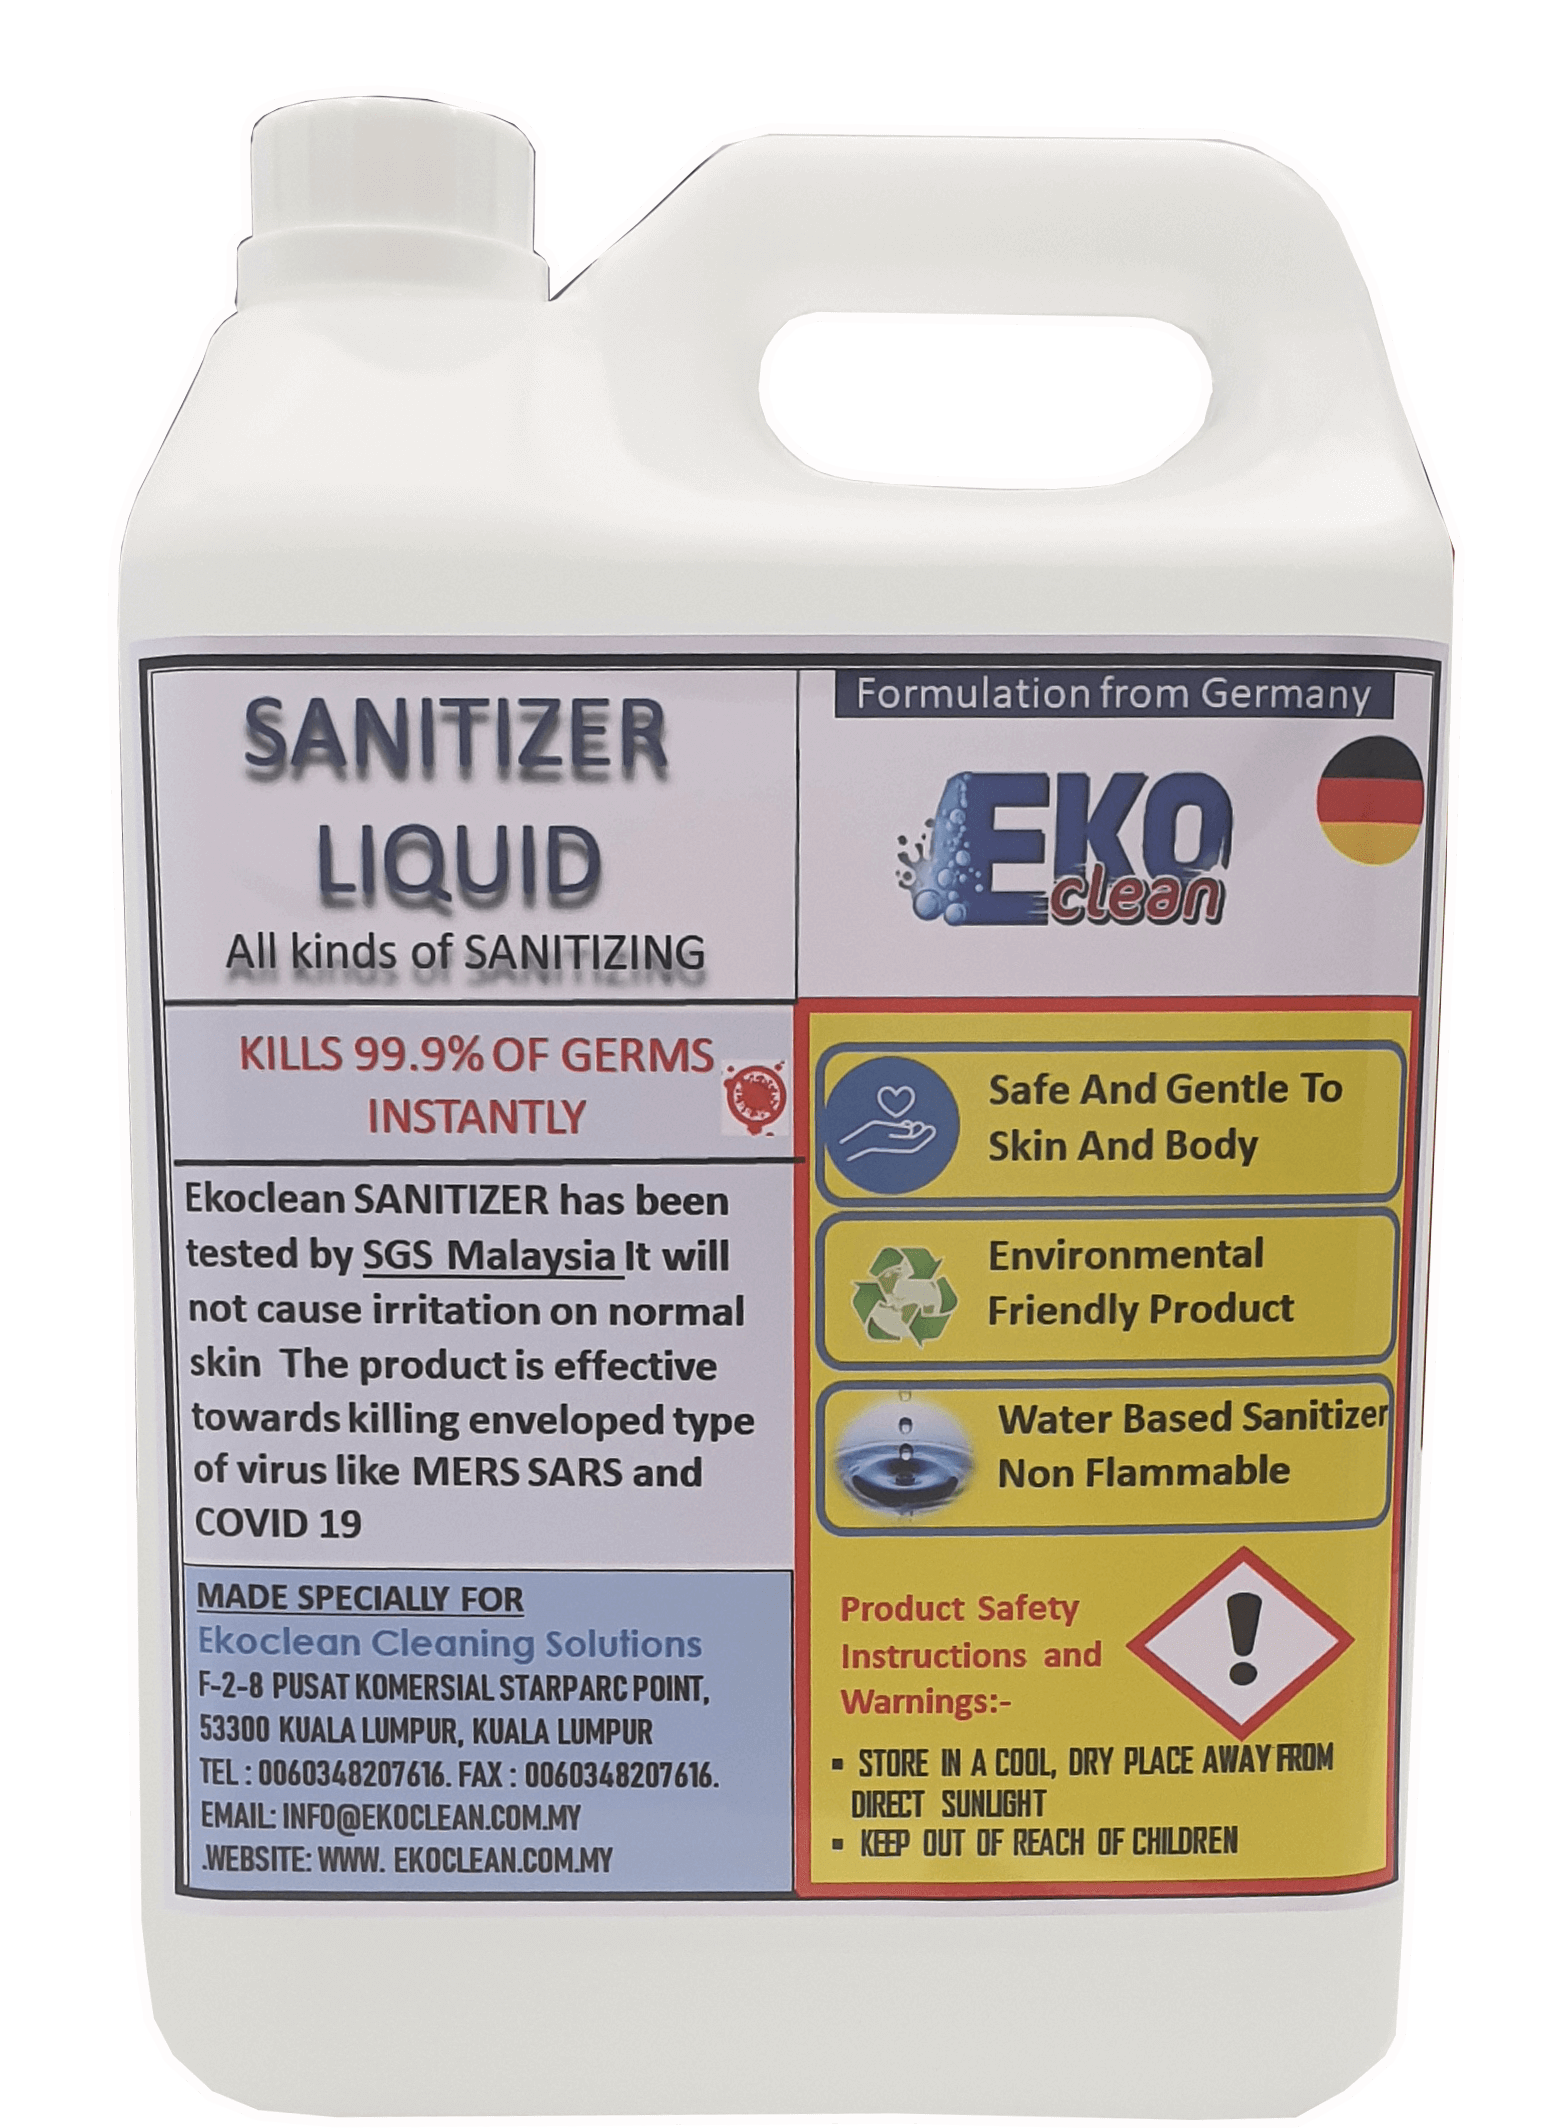 SANITIZER
LIQUID
All kinds of SANITIZING
Formulation from Germany
EKO
clean
KILLS 99.9% OF GERMS
INSTANTLY
Ekoclean SANITIZER has been
tested by SGS Malaysia It will
not cause irritation on normal
skin The product is effective
towards killing enveloped type
of virus like MERS SARS and
COVID 19
Safe And Gentle To
Skin And Body
Environmental
Friendly Product
Water Based Sanitizer
Non Flammable
MADE SPECIALLY FOR
Ekoclean Cleaning Solutions
F-2-8 PUSAT KOMERSIAL STARPARC POINT,
53300 KUALA LUMPUR, KUALA LUMPUR
TEL : 0060348207616. FAX : 0060348207616.
EMAIL: INFO@EKOCLEAN.COM.MY
.WEBSITE: WWW. EKOCLEAN.COM.MY
Product Safety
Instructions and
Warnings:-
!
▪ STORE IN A COOL, DRY PLACE AWAY FROM
DIRECT SUNLIGHT
▪ KEEP OUT OF REACH OF CHILDREN